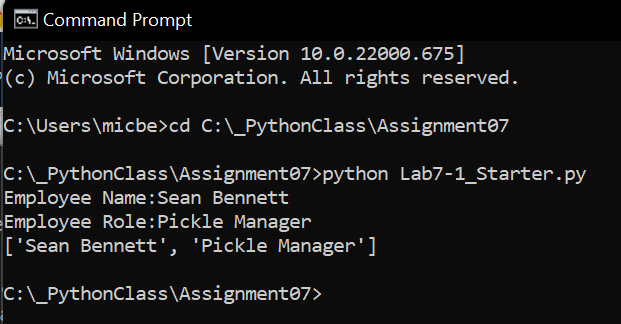 Command Prompt
Microsoft Windows [Version 10.0.22000.675]
(c) Microsoft Corporation. All rights reserved.
C:\Users\micbe>cd C:\_PythonClass\Assignment07
C:\_PythonClass\Assignment07>python Lab7-1_Starter.py
Employee Name:Sean Bennett
Employee Role:Pickle Manager
['Sean Bennett', 'Pickle Manager']
C:\_PythonClass\Assignment07>